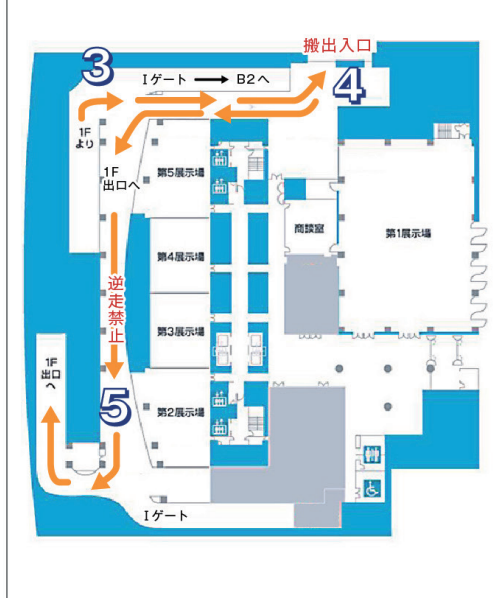 搬出入口
3
Iゲート → B2へ
4
1F
より
1F
出口へ
第5展示場
商談室
第1展示場
第4展示場
逆走禁止
第3展示場
1F
出口
へ
5
第2展示場
Iゲート